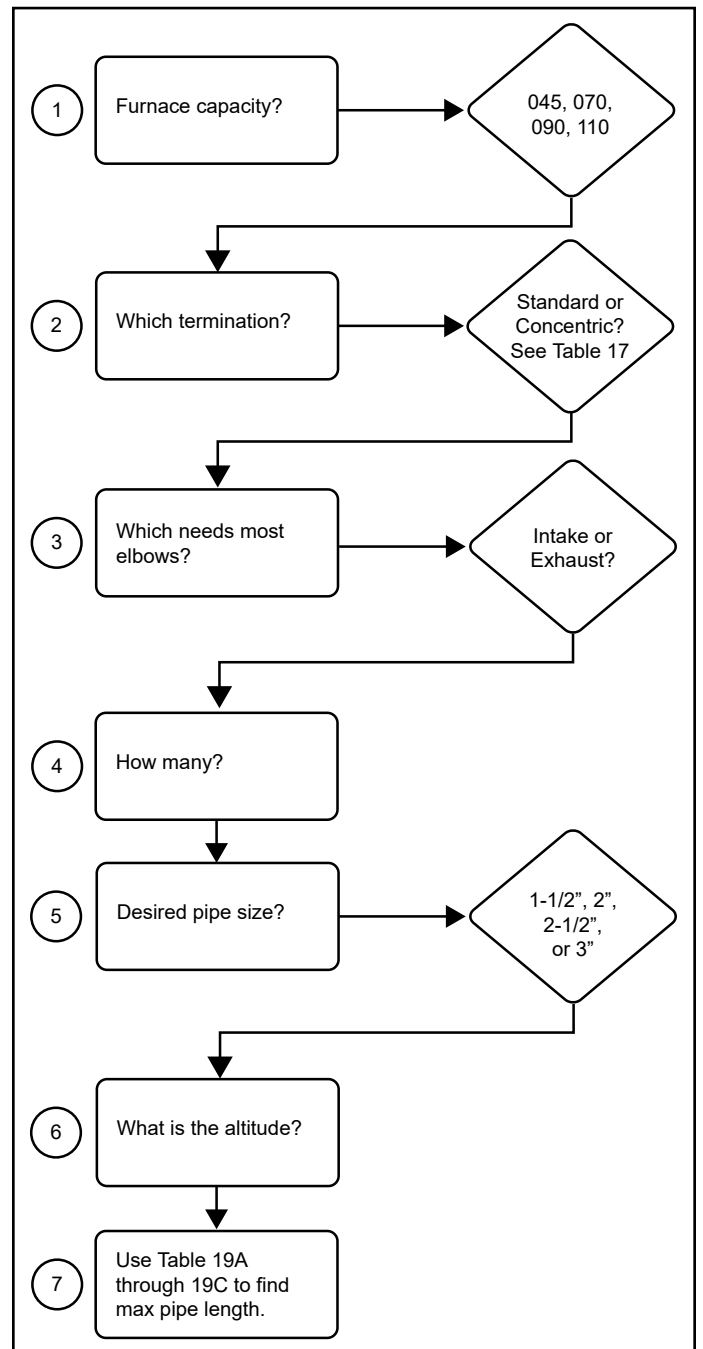 1
Furnace capacity?
045, 070,
090, 110
2
Which termination?
Standard or
Concentric?
See Table 17
3
Which needs most
elbows?
Intake or
Exhaust?
4
How many?
5
Desired pipe size?
1-1/2”, 2”,
2-1/2”,
or 3”
6
What is the altitude?
7
Use Table 19A
through 19C to find
max pipe length.